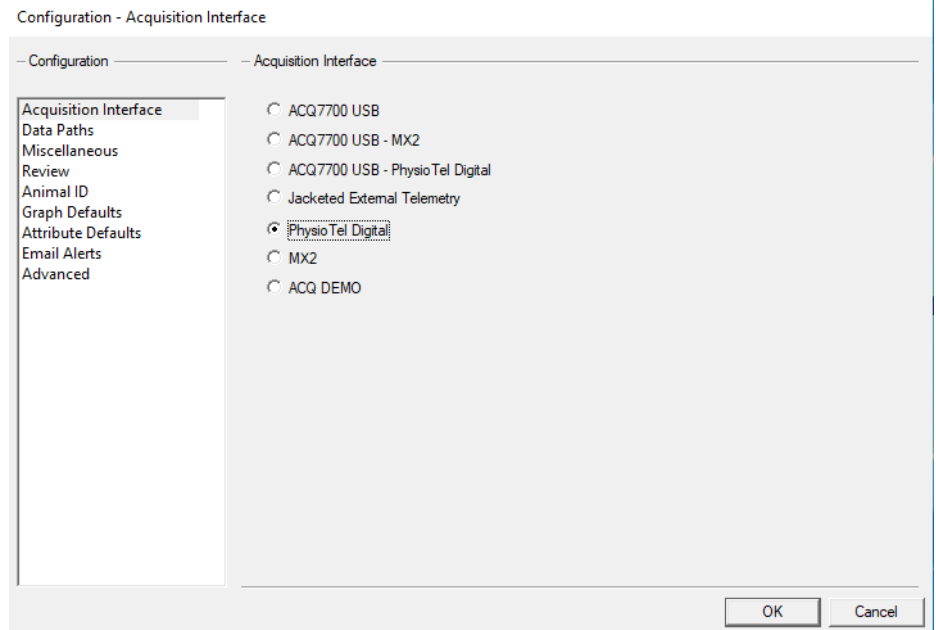 Configuration - Acquisition Interface
Configuration
Acquisition Interface
Data Paths
Miscellaneous
Review
Animal ID
Graph Defaults
Attribute Defaults
Email Alerts
Advanced
Acquisition Interface
ACQ7700 USB
ACQ7700 USB - MX2
ACQ7700 USB - PhysioTel Digital
Jacketed External Telemetry
PhysioTel Digital
MX2
ACQ DEMO
OK
Cancel